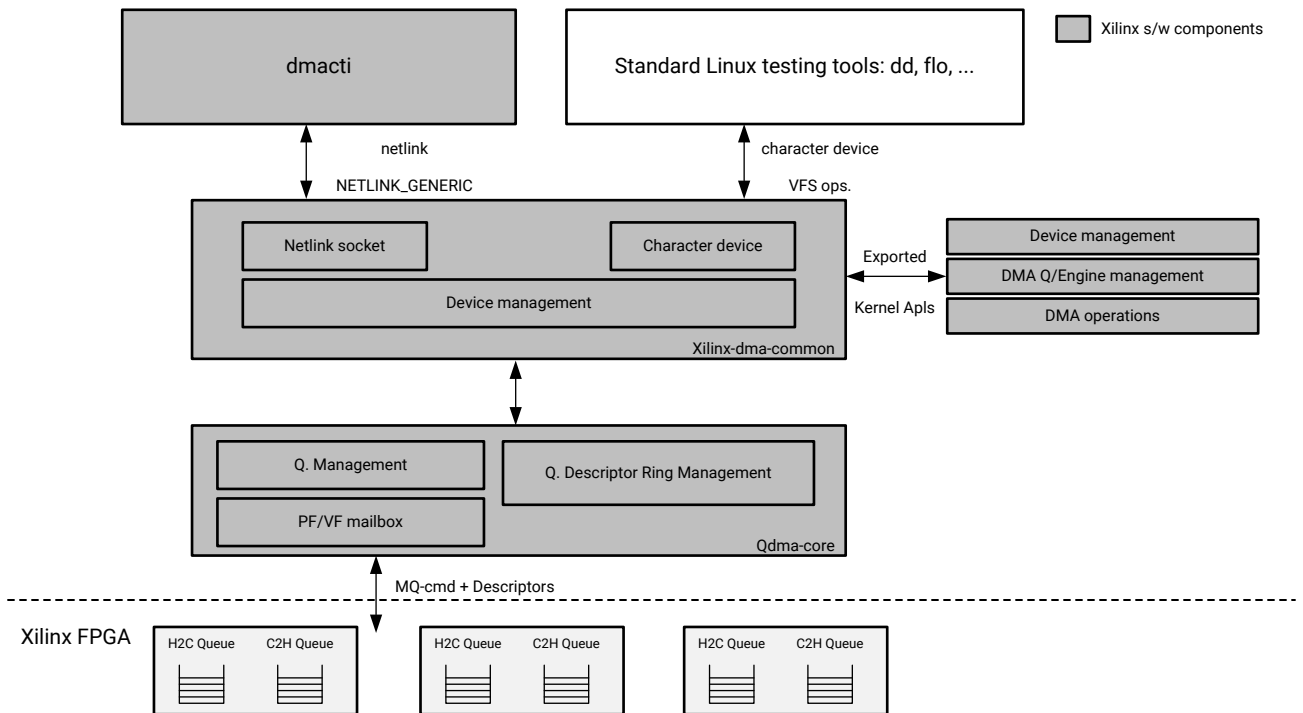 dmacti
Standard Linux testing tools: dd, flo, ...
Xilinx s/w components
netlink
character device
NETLINK_GENERIC
VFS ops.
Netlink socket
Character device
Device management
Xilinx-dma-common
Exported
Kernel Apls
Device management
DMA Q/Engine management
DMA operations
Q. Management
Q. Descriptor Ring Management
PF/VF mailbox
Qdma-core
MQ-cmd + Descriptors
Xilinx FPGA
H2C Queue
C2H Queue
H2C Queue
C2H Queue
H2C Queue
C2H Queue